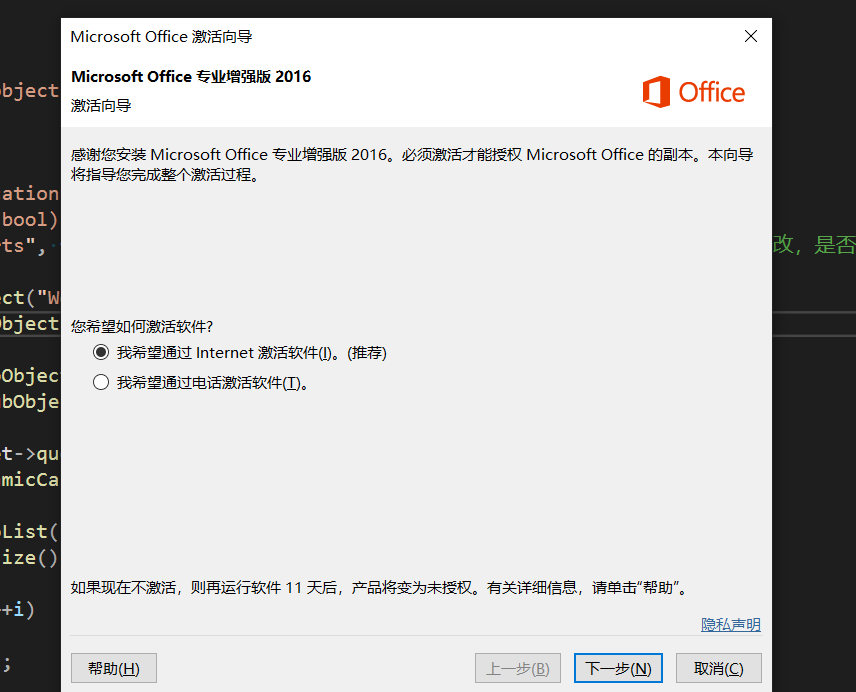 Microsoft Office 激活向导
Microsoft Office 专业增强版 2016
激活向导
Office
感谢您安装 Microsoft Office 专业增强版 2016。必须激活才能授权 Microsoft Office 的副本。本向导
将指导您完成整个激活过程。
您希望如何激活软件?
我希望通过 Internet 激活软件(I)。(推荐)
我希望通过电话激活软件(T)。
如果现在不激活，则再运行软件 11 天后，产品将变为未授权。有关详细信息，请单击“帮助”。
隐私声明
帮助(H)
上一步(B)
下一步(N)
取消(C)
bject
ation
bool)
ts",
改，是否
ct("W
Object
Objec
bObje
t->qu
micCa
List(
ize()
+i)
;